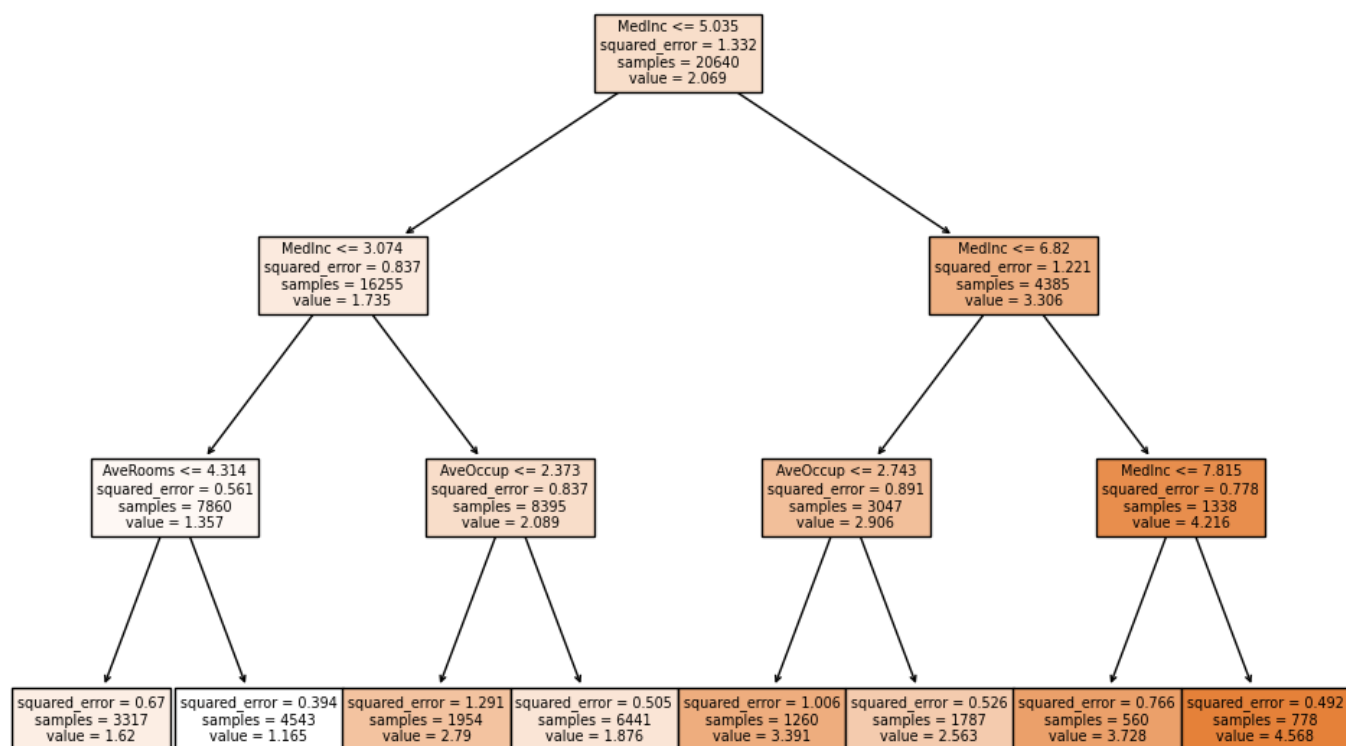 MedInc <= 5.035
squared_error = 1.332
samples = 20640
value = 2.069
MedInc <= 3.074
squared_error = 0.837
samples = 16255
value = 1.735
MedInc <= 6.82
squared_error = 1.221
samples = 4385
value = 3.306
AveRooms <= 4.314
squared_error = 0.561
samples = 7860
value = 1.357
AveOccup <= 2.373
squared_error = 0.837
samples = 8395
value = 2.089
AveOccup <= 2.743
squared_error = 0.891
samples = 3047
value = 2.906
MedInc <= 7.815
squared_error = 0.778
samples = 1338
value = 4.216
squared_error = 0.67
samples = 3317
value = 1.62
squared_error = 0.394
samples = 4543
value = 1.165
squared_error = 1.291
samples = 1954
value = 2.79
squared_error = 0.505
samples = 6441
value = 1.876
squared_error = 1.006
samples = 1260
value = 3.391
squared_error = 0.526
samples = 1787
value = 2.563
squared_error = 0.766
samples = 560
value = 3.728
squared_error = 0.492
samples = 778
value = 4.568